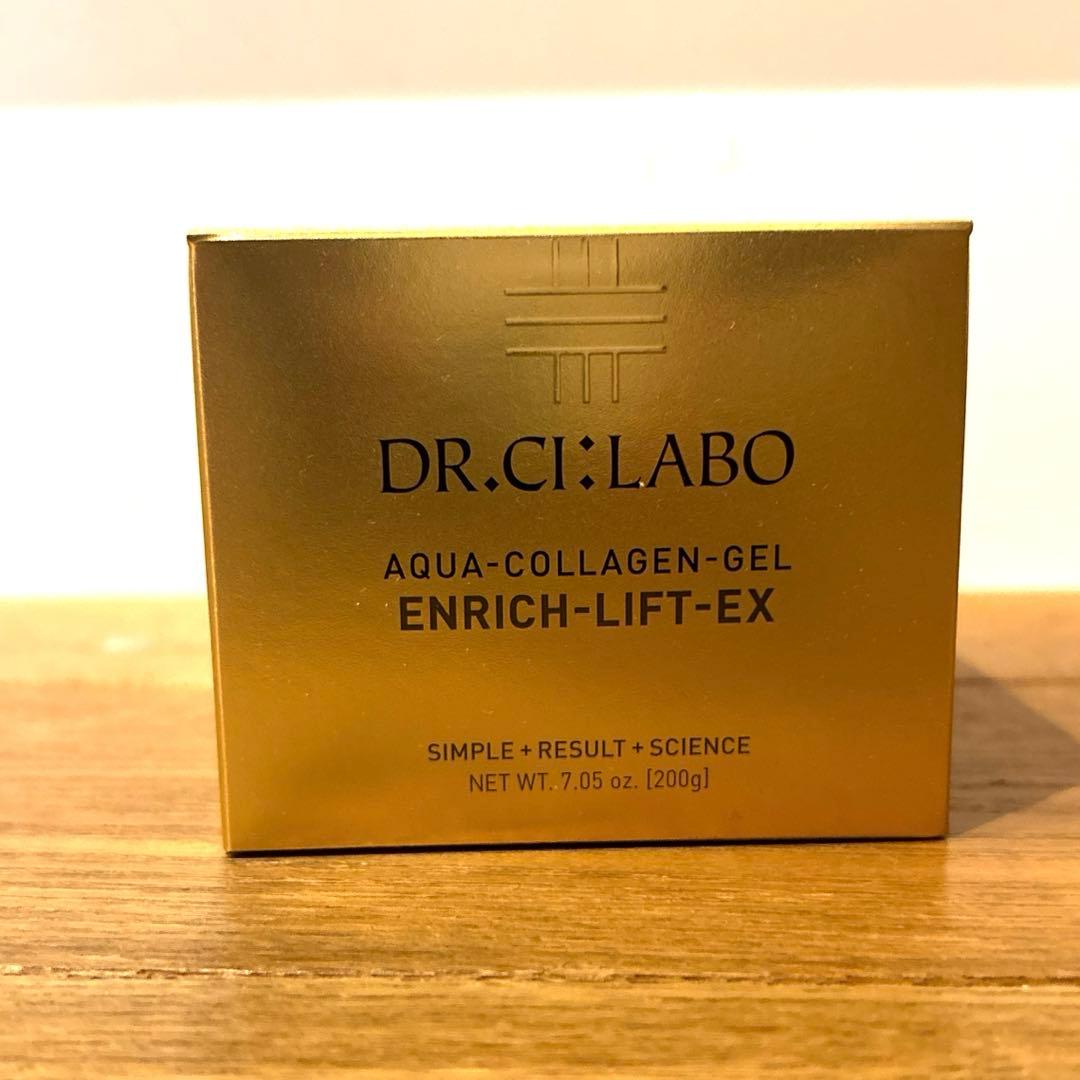 DR.CI:LABO
AQUA-COLLAGEN-GEL
ENRICH-LIFT-EX
SIMPLE + RESULT + SCIENCE
NET WT. 7.05 oz. [200g]